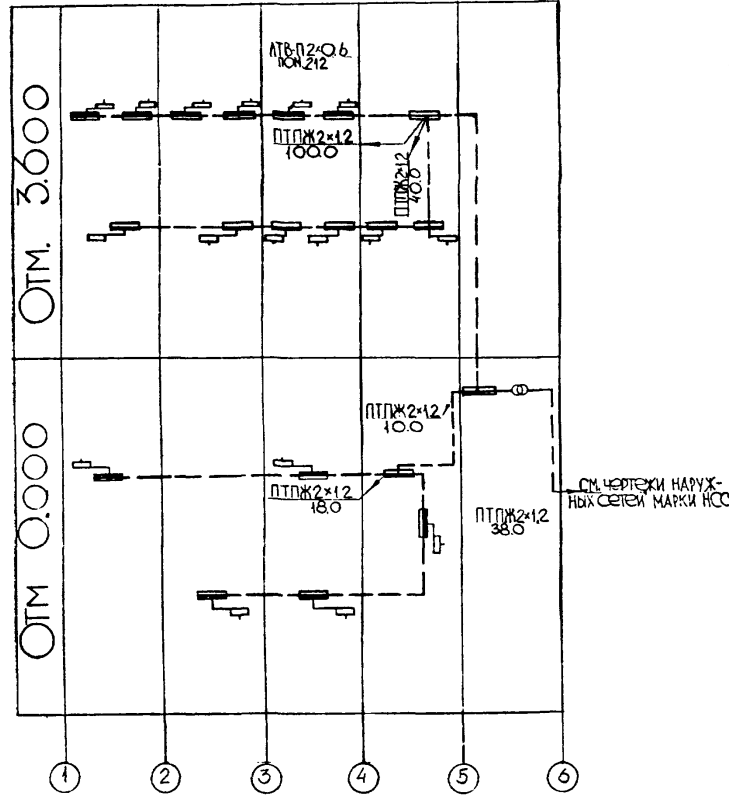 ЛТВ-П2×0.6
ПОМ.212
ОТМ. 3.600
ПТПЖ2×1.2
100.0
ПТПЖ2×1.2
40.0
ОТМ 0.000
ПТПЖ2×1.2
10.0
ПТПЖ2×1.2
18.0
ПТПЖ2×1.2
38.0
СМ. ЧЕРТЕЖИ НАРУЖ-
НЫХ СЕТЕЙ МАРКИ НСС
1 2 3 4 5 6